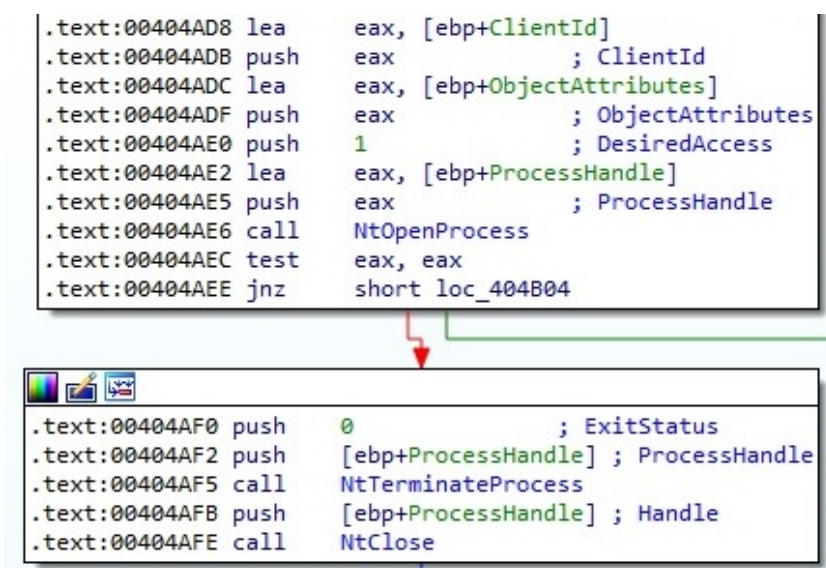 .text:00404AD8 lea eax, [ebp+ClientId]
.text:00404ADB push eax ; ClientId
.text:00404ADC lea eax, [ebp+ObjectAttributes]
.text:00404ADF push eax ; ObjectAttributes
.text:00404AE0 push 1 ; DesiredAccess
.text:00404AE2 lea eax, [ebp+ProcessHandle]
.text:00404AE5 push eax ; ProcessHandle
.text:00404AE6 call NtOpenProcess
.text:00404AEC test eax, eax
.text:00404AEE jnz short loc_404B04
.text:00404AF0 push 0 ; ExitStatus
.text:00404AF2 push [ebp+ProcessHandle] ; ProcessHandle
.text:00404AF5 call NtTerminateProcess
.text:00404AFB push [ebp+ProcessHandle] ; Handle
.text:00404AFE call NtClose